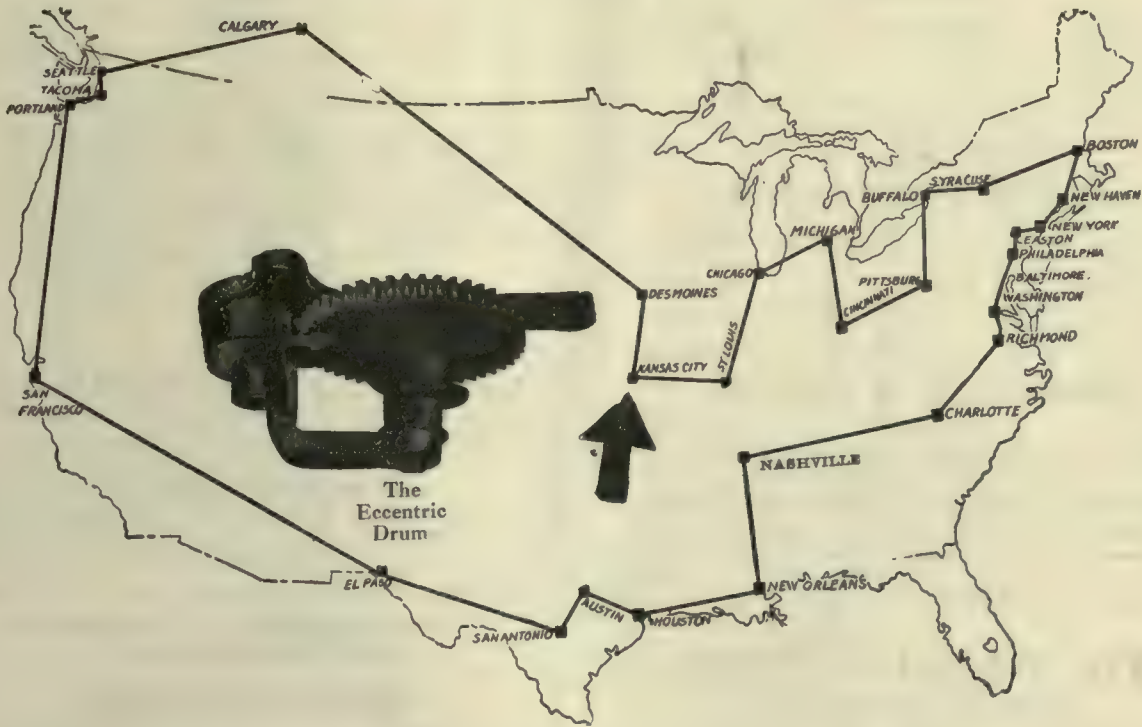 CALGARY
SEATTLE
TACOMA
PORTLAND
BOSTON
SYRACUSE
BUFFALO
NEW HAVEN
MICHIGAN
NEW YORK
EASTON
PHILADELPHIA
CHICAGO
PITTSBURG
BALTIMORE.
DESMOINES
WASHINGTON
CINCINNATI
RICHMOND
KANSAS CITY
ST LOUIS
SAN
FRANCISCO
CHARLOTTE
NASHVILLE
The
Eccentric
Drum
EL PASO
NEW ORLEANS
AUSTIN
HOUSTON
SAN ANTONIO